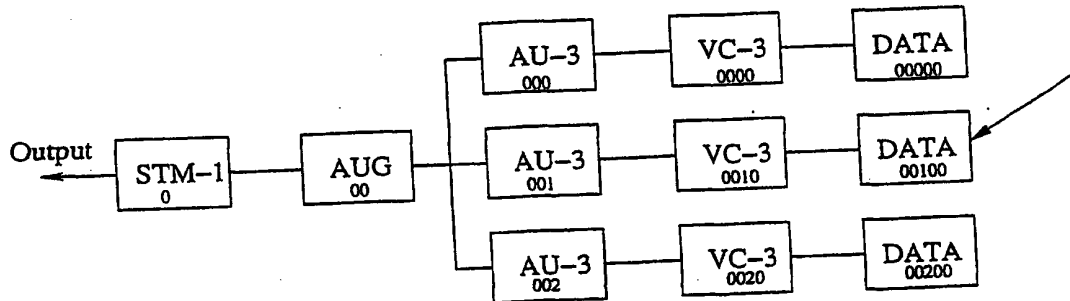 AU-3
000
VC-3
0000
DATA
00000
Output
STM-1
0
AUG
00
AU-3
001
VC-3
0010
DATA
00100
AU-3
002
VC-3
0020
DATA
00200